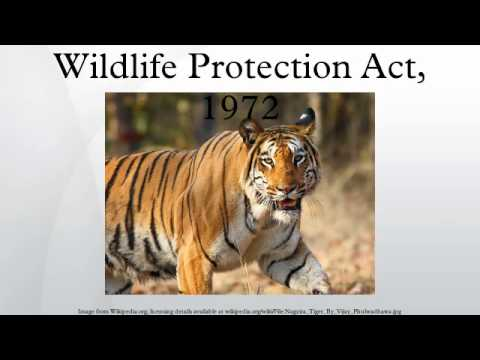 Wildlife Protection Act,
1972
Image from Wikipedia.org, licensing details available at wikipedia.org/wiki/File:Nagzira_Tiger_By_Vijay_Phulwadhawa.jpg